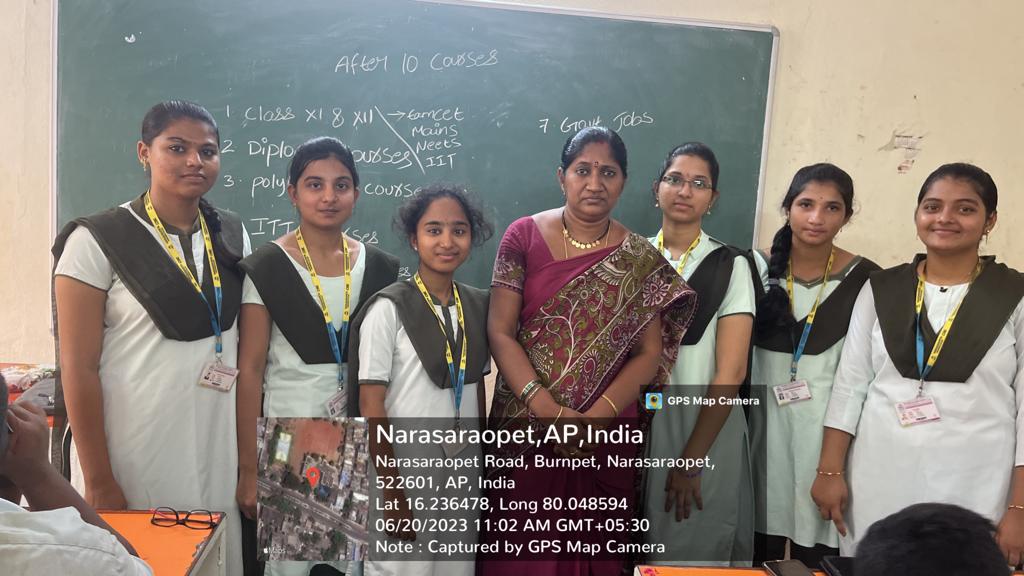 After 10 Courses
1. Class XI & XII → Eamcet
Mains
Neets
IIT
7 Govt Jobs
2 Diplo Courses
3. poly course
ITI
GPS Map Camera
Narasaraopet,AP,India
Narasaraopet Road, Burnpet, Narasaraopet,
522601, AP, India
Lat 16.236478, Long 80.048594
06/20/2023 11:02 AM GMT+05:30
Note : Captured by GPS Map Camera
Maps